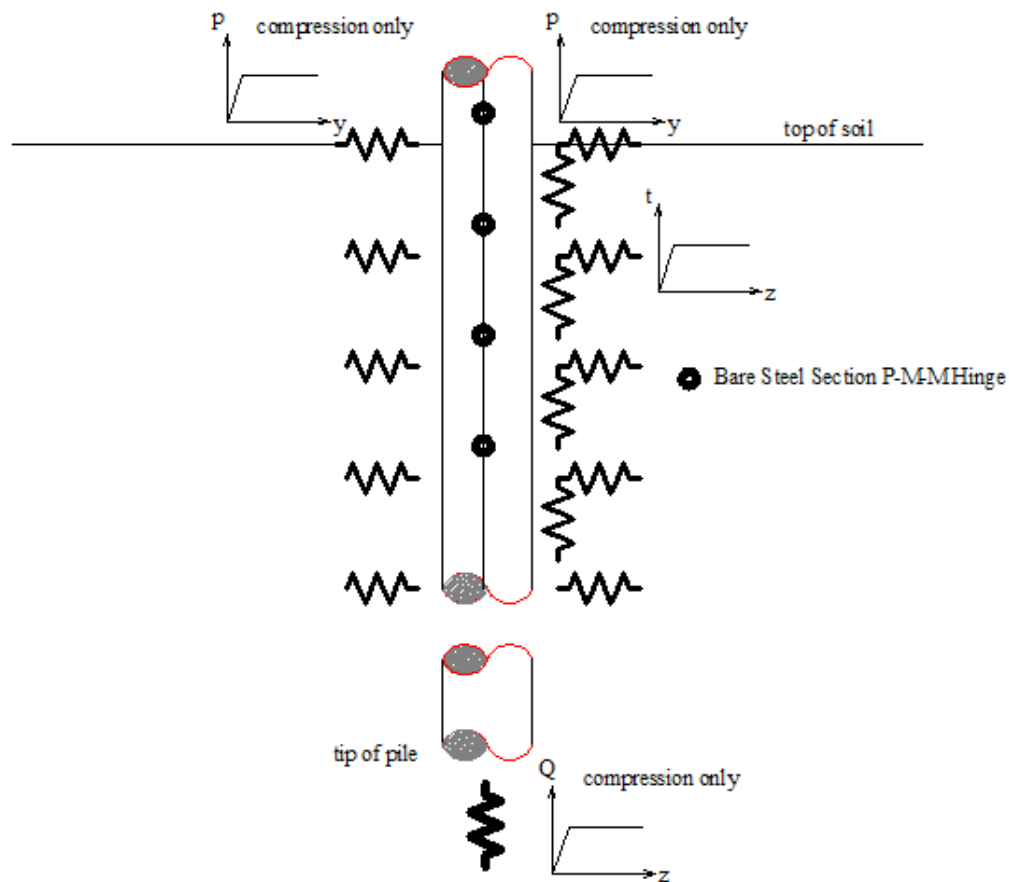 p compression only p compression only
y y top of soil
t
z
Bare Steel Section P-M-M Hinge
tip of pile
Q compression only
z